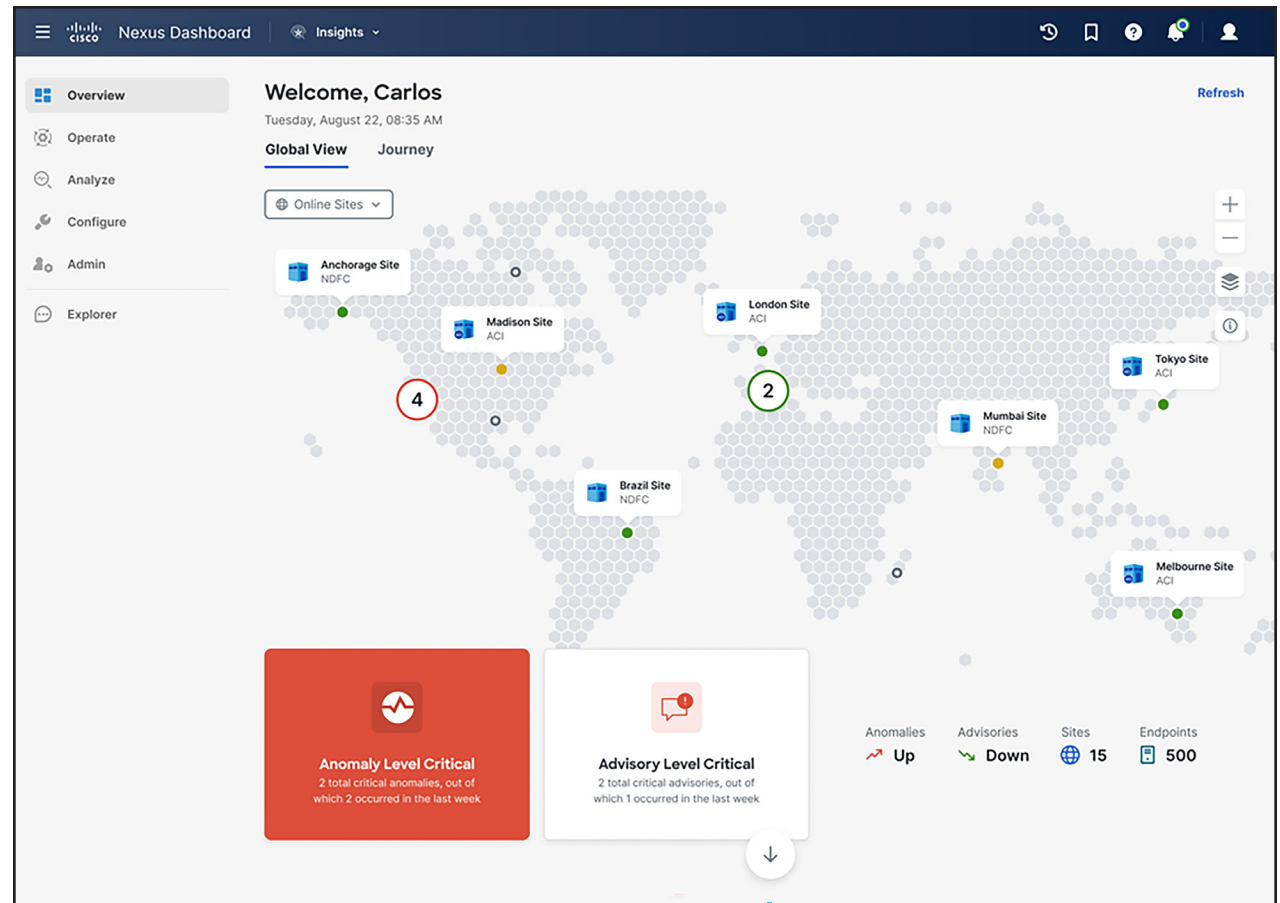 CISCO Nexus Dashboard Insights
Overview
Operate
Analyze
Configure
Admin
Explorer
Welcome, Carlos
Refresh
Tuesday, August 22, 08:35 AM
Global View Journey
Online Sites
Anchorage Site
NDFC
Madison Site
ACI
London Site
ACI
Tokyo Site
ACI
4
2
Mumbai Site
NDFC
Brazil Site
NDFC
Melbourne Site
ACI
Anomaly Level Critical
2 total critical anomalies, out of
which 2 occurred in the last week
Advisory Level Critical
2 total critical advisories, out of
which 1 occurred in the last week
Anomalies Advisories Sites Endpoints
Up Down 15 500